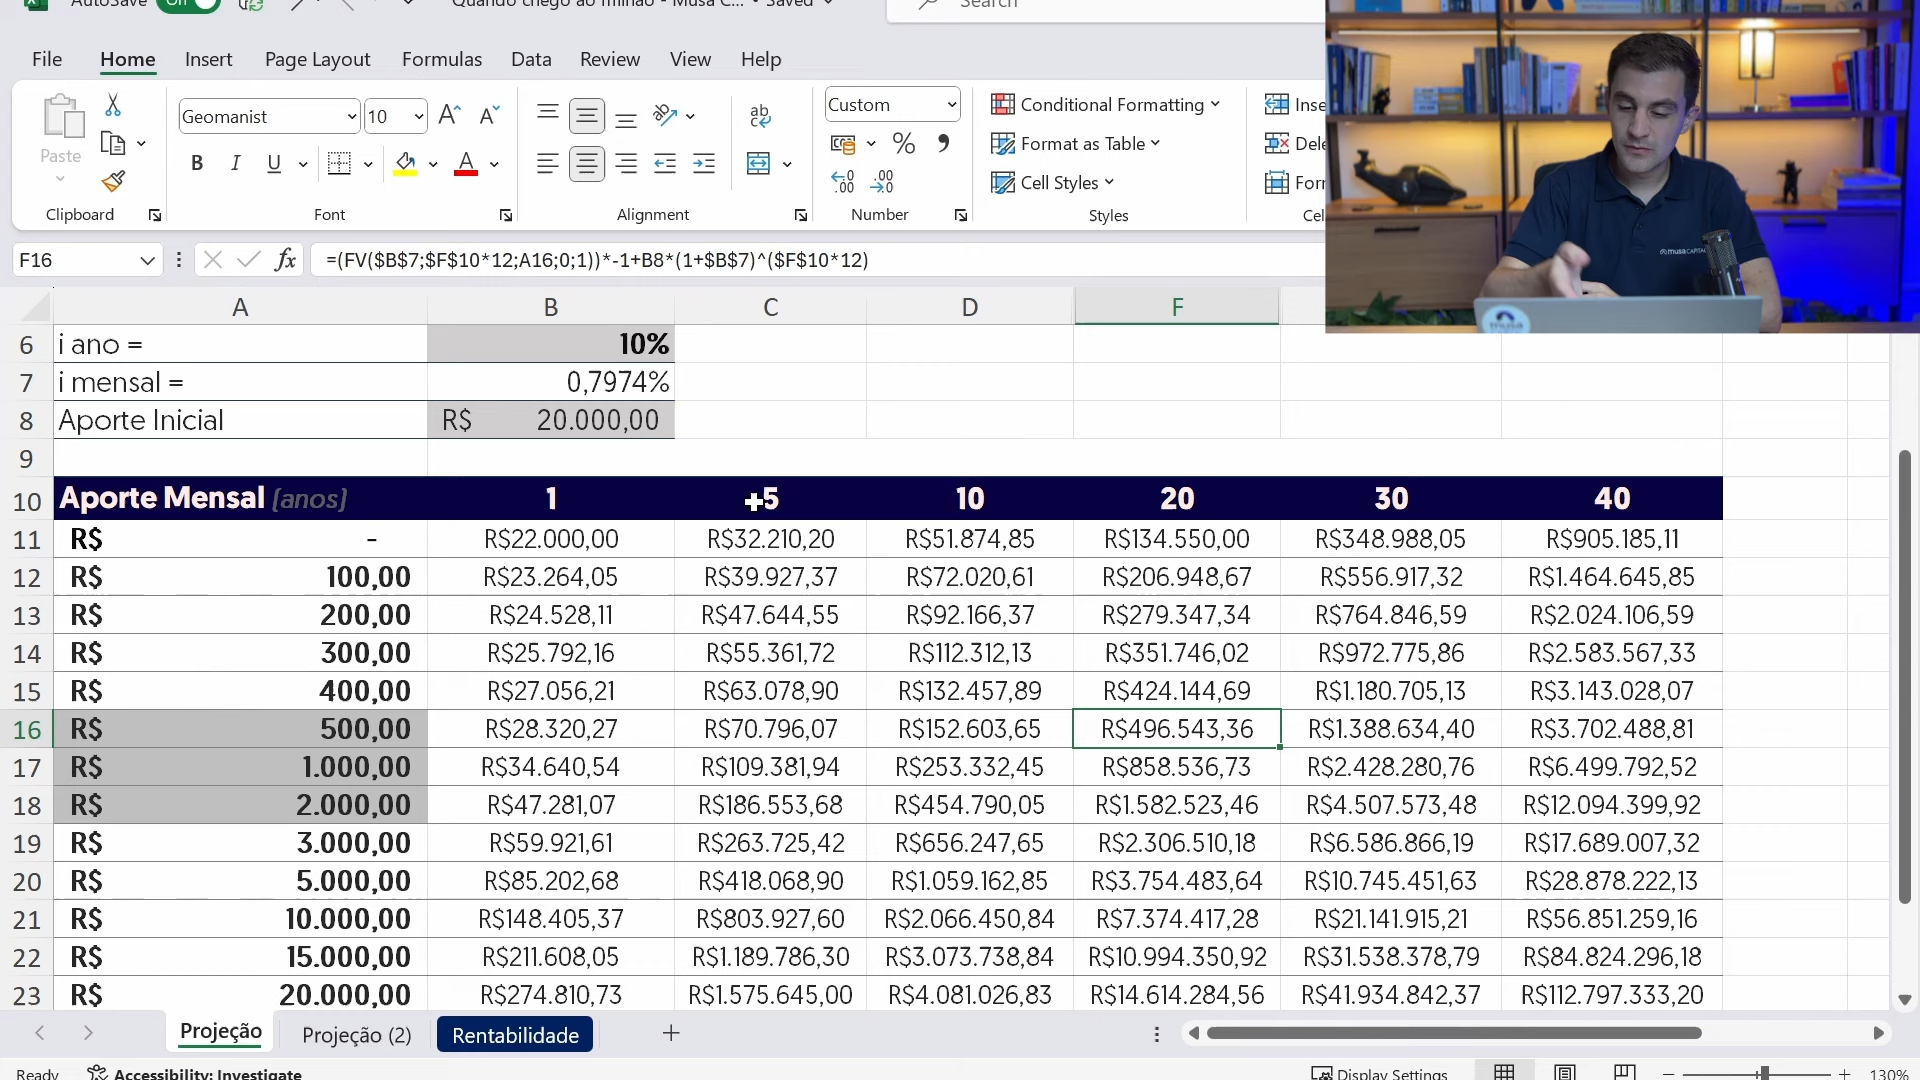 AutoSave On Quando chego ao milhão - Musa C... • Saved Search
File Home Insert Page Layout Formulas Data Review View Help
Paste
Geomanist 10
B I U A
ab
Custom
%
Conditional Formatting
Format as Table
Cell Styles
Inse
Dele
For
Clipboard Font Alignment Number Styles Cel
F16 fx =(FV($B$7;$F$10*12;A16;0;1))*-1+B8*(1+$B$7)^($F$10*12)
A B C D F
6 i ano = 10%
7 i mensal = 0,7974%
8 Aporte Inicial R$ 20.000,00
9
10 Aporte Mensal (anos) 1 5 10 20 30 40
11 R$ - R$22.000,00 R$32.210,20 R$51.874,85 R$134.550,00 R$348.988,05 R$905.185,11
12 R$ 100,00 R$23.264,05 R$39.927,37 R$72.020,61 R$206.948,67 R$556.917,32 R$1.464.645,85
13 R$ 200,00 R$24.528,11 R$47.644,55 R$92.166,37 R$279.347,34 R$764.846,59 R$2.024.106,59
14 R$ 300,00 R$25.792,16 R$55.361,72 R$112.312,13 R$351.746,02 R$972.775,86 R$2.583.567,33
15 R$ 400,00 R$27.056,21 R$63.078,90 R$132.457,89 R$424.144,69 R$1.180.705,13 R$3.143.028,07
16 R$ 500,00 R$28.320,27 R$70.796,07 R$152.603,65 R$496.543,36 R$1.388.634,40 R$3.702.488,81
17 R$ 1.000,00 R$34.640,54 R$109.381,94 R$253.332,45 R$858.536,73 R$2.428.280,76 R$6.499.792,52
18 R$ 2.000,00 R$47.281,07 R$186.553,68 R$454.790,05 R$1.582.523,46 R$4.507.573,48 R$12.094.399,92
19 R$ 3.000,00 R$59.921,61 R$263.725,42 R$656.247,65 R$2.306.510,18 R$6.586.866,19 R$17.689.007,32
20 R$ 5.000,00 R$85.202,68 R$418.068,90 R$1.059.162,85 R$3.754.483,64 R$10.745.451,63 R$28.878.222,13
21 R$ 10.000,00 R$148.405,37 R$803.927,60 R$2.066.450,84 R$7.374.417,28 R$21.141.915,21 R$56.851.259,16
22 R$ 15.000,00 R$211.608,05 R$1.189.786,30 R$3.073.738,84 R$10.994.350,92 R$31.538.378,79 R$84.824.296,18
23 R$ 20.000,00 R$274.810,73 R$1.575.645,00 R$4.081.026,83 R$14.614.284,56 R$41.934.842,37 R$112.797.333,20
Projeção Projeção (2) Rentabilidade
Ready Accessibility: Investigate Display Settings 130%
musa CAPITAL
musa